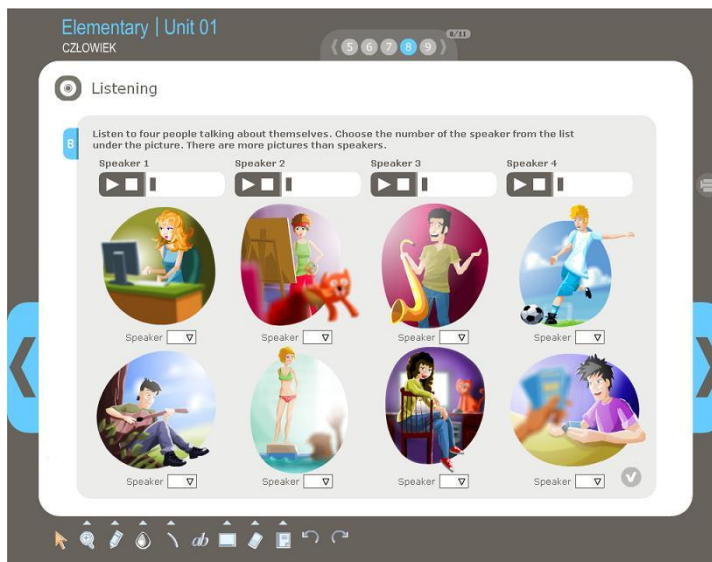 Elementary | Unit 01
CZŁOWIEK
5 6 7 8 9
8/11
Listening
B
Listen to four people talking about themselves. Choose the number of the speaker from the list
under the picture. There are more pictures than speakers.
Speaker 1 Speaker 2 Speaker 3 Speaker 4
Speaker Speaker Speaker Speaker
Speaker Speaker Speaker Speaker
ab